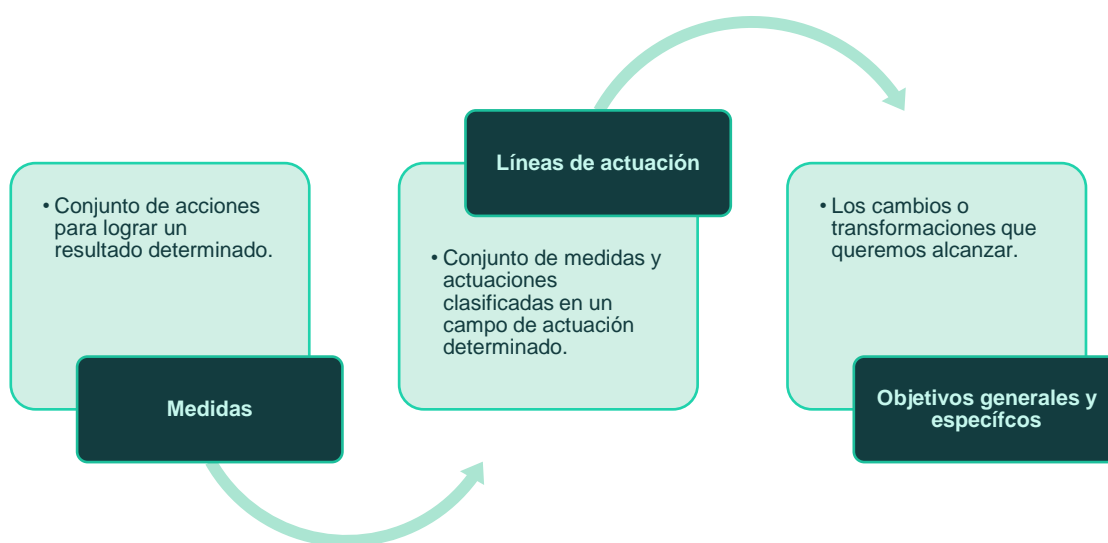 • Conjunto de acciones
para lograr un
resultado determinado.
Medidas
Líneas de actuación
• Conjunto de medidas y
actuaciones
clasificadas en un
campo de actuación
determinado.
• Los cambios o
transformaciones que
queremos alcanzar.
Objetivos generales y
específcos